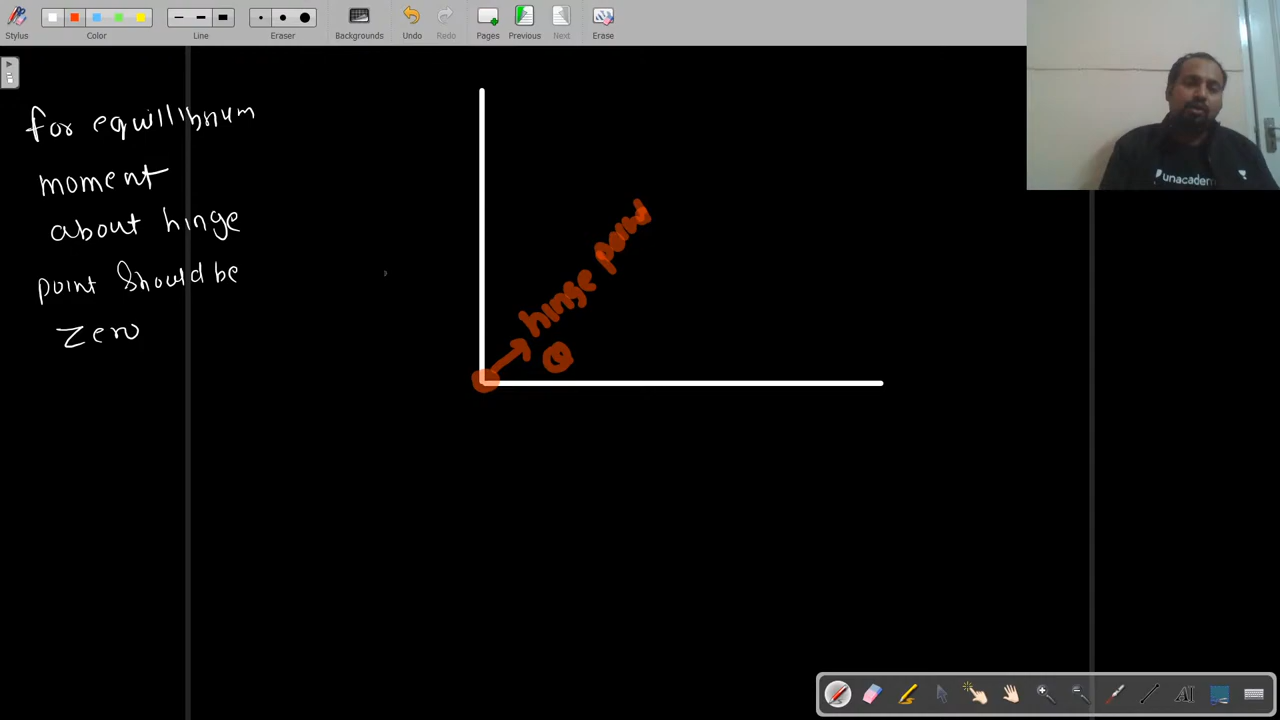 Stylus
Color
Line
Eraser
Backgrounds
Undo
Redo
Pages
Previous
Next
Erase
for equillibrium
moment
about hinge
point should be
zero
hinge point
unacadem